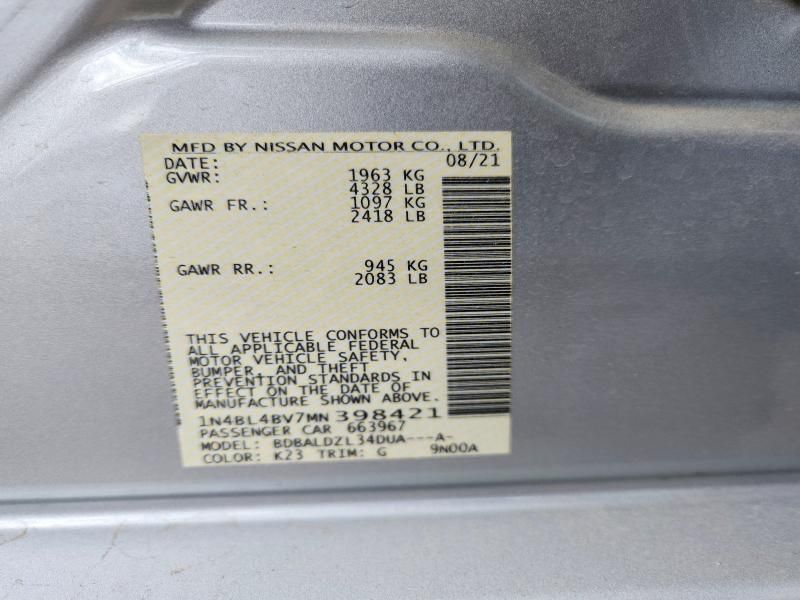 MFD BY NISSAN MOTOR CO., LTD.
DATE: 08/21
GVWR: 1963 KG
4328 LB
GAWR FR.: 1097 KG
2418 LB
GAWR RR.: 945 KG
2083 LB
THIS VEHICLE CONFORMS TO
ALL APPLICABLE FEDERAL
MOTOR VEHICLE SAFETY,
BUMPER, AND THEFT
PREVENTION STANDARDS IN
EFFECT ON THE DATE OF
MANUFACTURE SHOWN ABOVE.
1N4BL4BV7MN398421
PASSENGER CAR 663967
MODEL: BDBALDZL34DUA---A-
COLOR: K23 TRIM: G 9N00A